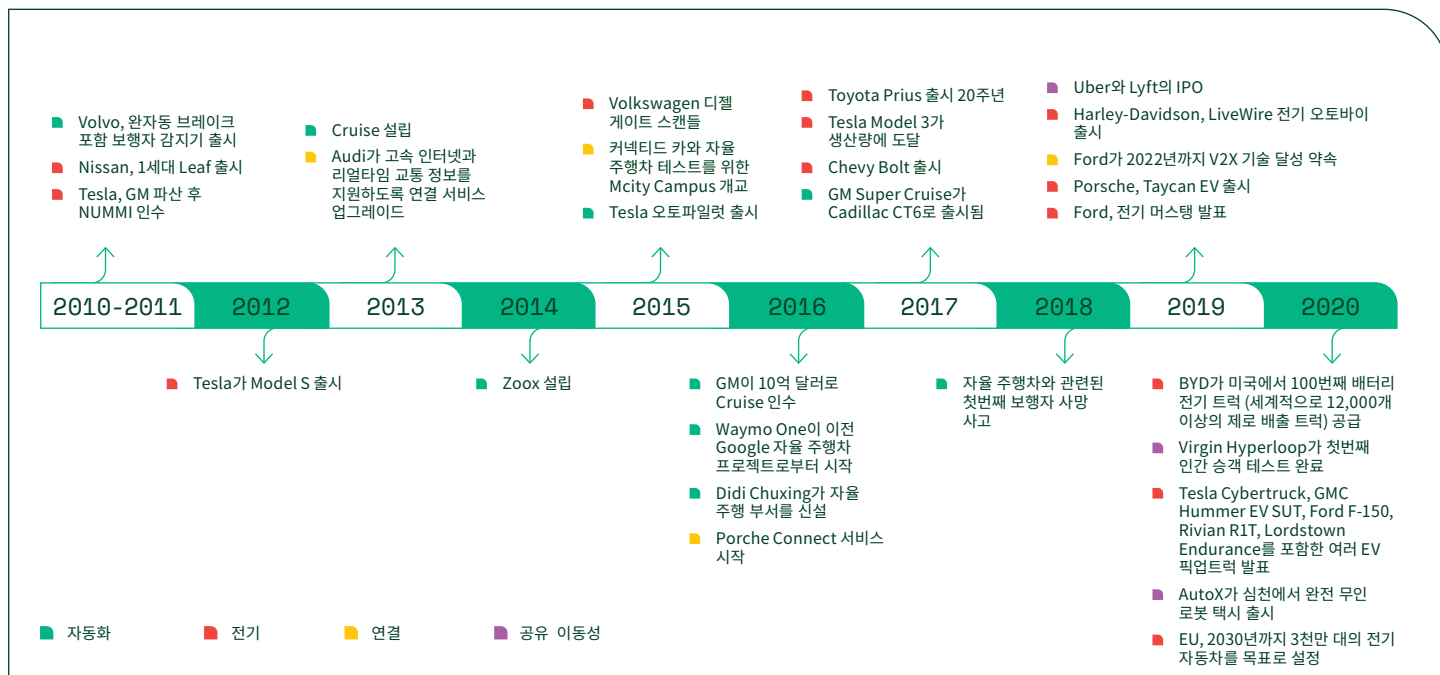 Volvo, 완자동 브레이크
포함 보행자 감지기 출시
Nissan, 1세대 Leaf 출시
Tesla, GM 파산 후
NUMMI 인수
Cruise 설립
Audi가 고속 인터넷과
리얼타임 교통 정보를
지원하도록 연결 서비스
업그레이드
Volkswagen 디젤
게이트 스캔들
커넥티드 카와 자율
주행차 테스트를 위한
Mcity Campus 개교
Tesla 오토파일럿 출시
Toyota Prius 출시 20주년
Tesla Model 3가
생산량에 도달
Chevy Bolt 출시
GM Super Cruise가
Cadillac CT6로 출시됨
Uber와 Lyft의 IPO
Harley-Davidson, LiveWire 전기 오토바이
출시
Ford가 2022년까지 V2X 기술 달성 약속
Porsche, Taycan EV 출시
Ford, 전기 머스탱 발표
2010-2011
2012
2013
2014
2015
2016
2017
2018
2019
2020
Tesla가 Model S 출시
Zoox 설립
GM이 10억 달러로
Cruise 인수
Waymo One이 이전
Google 자율 주행차
프로젝트로부터 시작
Didi Chuxing가 자율
주행 부서를 신설
Porche Connect 서비스
시작
자율 주행차와 관련된
첫번째 보행자 사망
사고
BYD가 미국에서 100번째 배터리
전기 트럭 (세계적으로 12,000개
이상의 제로 배출 트럭) 공급
Virgin Hyperloop가 첫번째
인간 승객 테스트 완료
Tesla Cybertruck, GMC
Hummer EV SUT, Ford F-150,
Rivian R1T, Lordstown
Endurance를 포함한 여러 EV
픽업트럭 발표
AutoX가 심천에서 완전 무인
로봇 택시 출시
EU, 2030년까지 3천만 대의 전기
자동차를 목표로 설정
자동화
전기
연결
공유 이동성